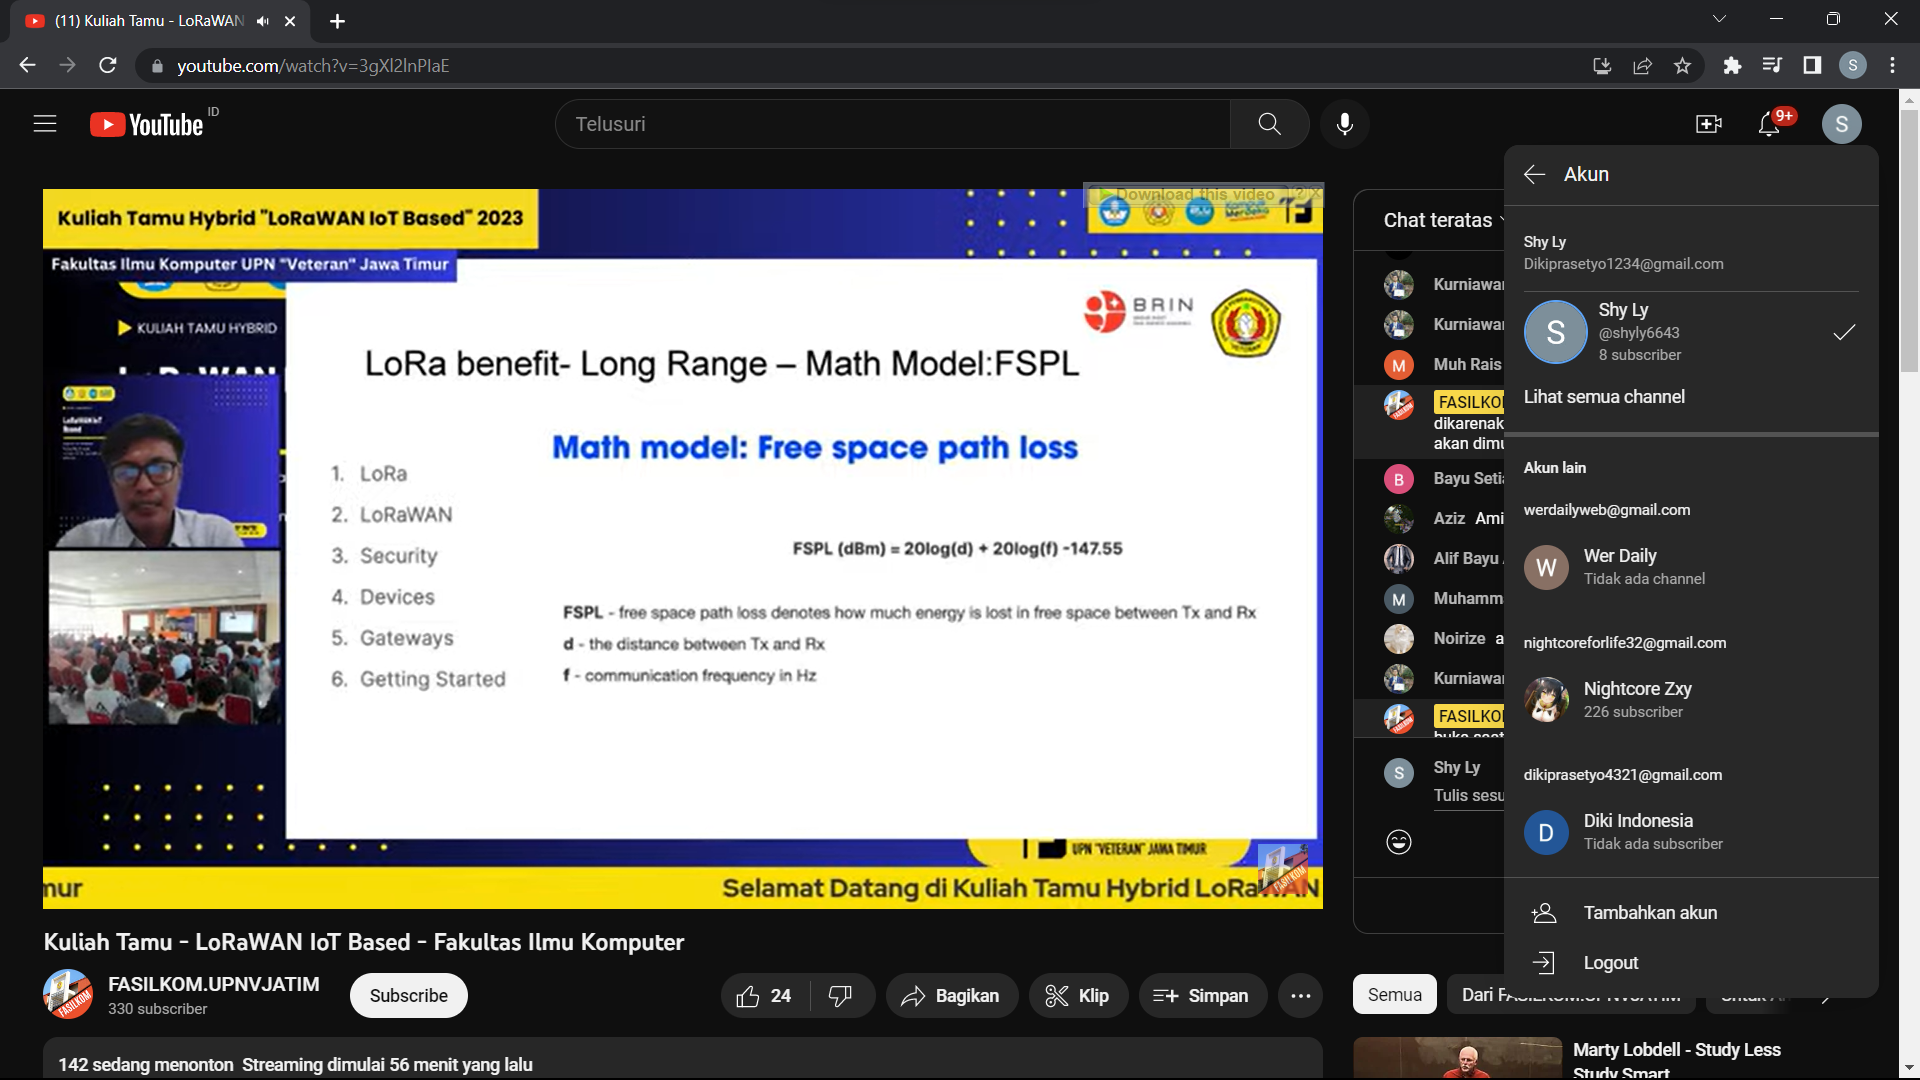 (11) Kuliah Tamu - LoRaWAN
youtube.com/watch?v=3gXl2lnPIaE
S
YouTube ID
Telusuri
9+
S
Kuliah Tamu Hybrid "LoRaWAN IoT Based" 2023
Download this video
Fakultas Ilmu Komputer UPN "Veteran" Jawa Timur
KULIAH TAMU HYBRID
BRIN
LoRa benefit- Long Range – Math Model:FSPL
Math model: Free space path loss
1. LoRa
2. LoRaWAN
3. Security
4. Devices
5. Gateways
6. Getting Started
FSPL (dBm) = 20log(d) + 20log(f) -147.55
FSPL - free space path loss denotes how much energy is lost in free space between Tx and Rx
d - the distance between Tx and Rx
f - communication frequency in Hz
UPN "VETERAN" JAWA TIMUR
mur
Selamat Datang di Kuliah Tamu Hybrid LoRa
FASILKOM
Kuliah Tamu - LoRaWAN IoT Based - Fakultas Ilmu Komputer
FASILKOM.UPNVJATIM
330 subscriber
Subscribe
24
Bagikan
Klip
Simpan
142 sedang menonton Streaming dimulai 56 menit yang lalu
Chat teratas
Kurniawan
Kurniawan
M Muh Rais
FASILKO
dikarenak
akan dimu
B Bayu Seti
Aziz Ami
Alif Bayu
M Muhamm
Noirize a
Kurniawan
FASILKO
S Shy Ly
Tulis sesu
Semua
Dari FASILKOM.UPNVJATIM
Marty Lobdell - Study Less
Study Smart
Akun
Shy Ly
Dikiprasetyo1234@gmail.com
S
Shy Ly
@shyly6643
8 subscriber
Lihat semua channel
Akun lain
werdailyweb@gmail.com
W
Wer Daily
Tidak ada channel
nightcoreforlife32@gmail.com
Nightcore Zxy
226 subscriber
dikiprasetyo4321@gmail.com
D
Diki Indonesia
Tidak ada subscriber
Tambahkan akun
Logout